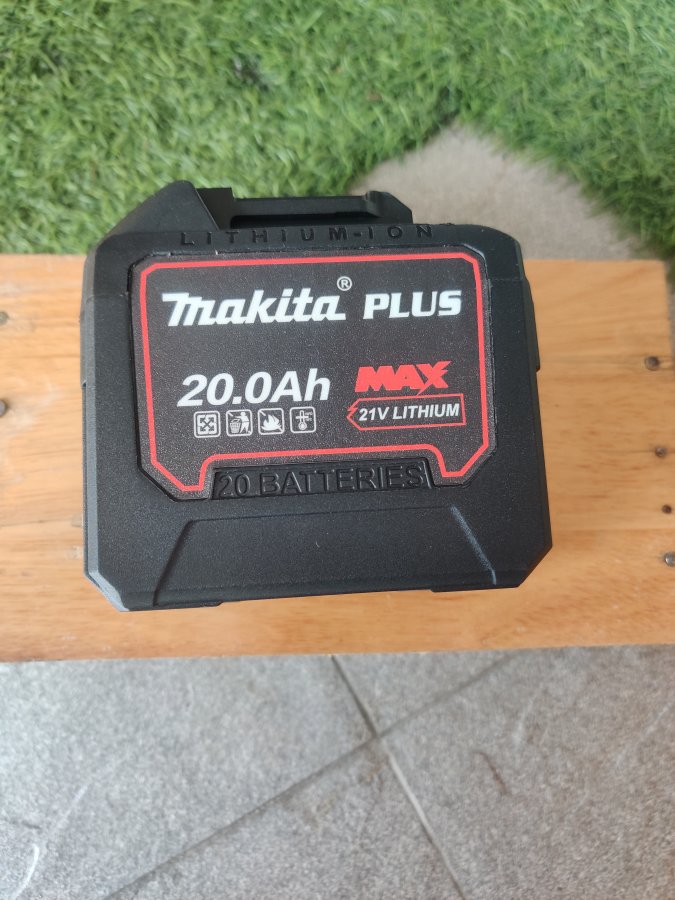 LITHIUM-ION
makita® PLUS
20.0Ah MAX
21V LITHIUM
20 BATTERIES